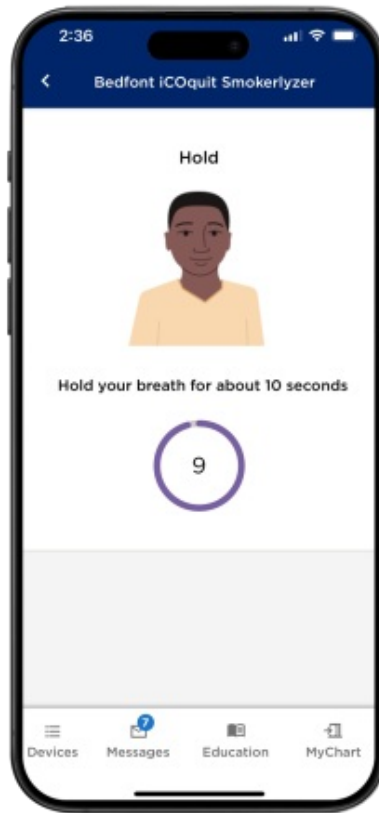 2:36
Bedfont iCOquit Smokerlyzer
Hold
Hold your breath for about 10 seconds
9
7
Devices Messages Education MyChart